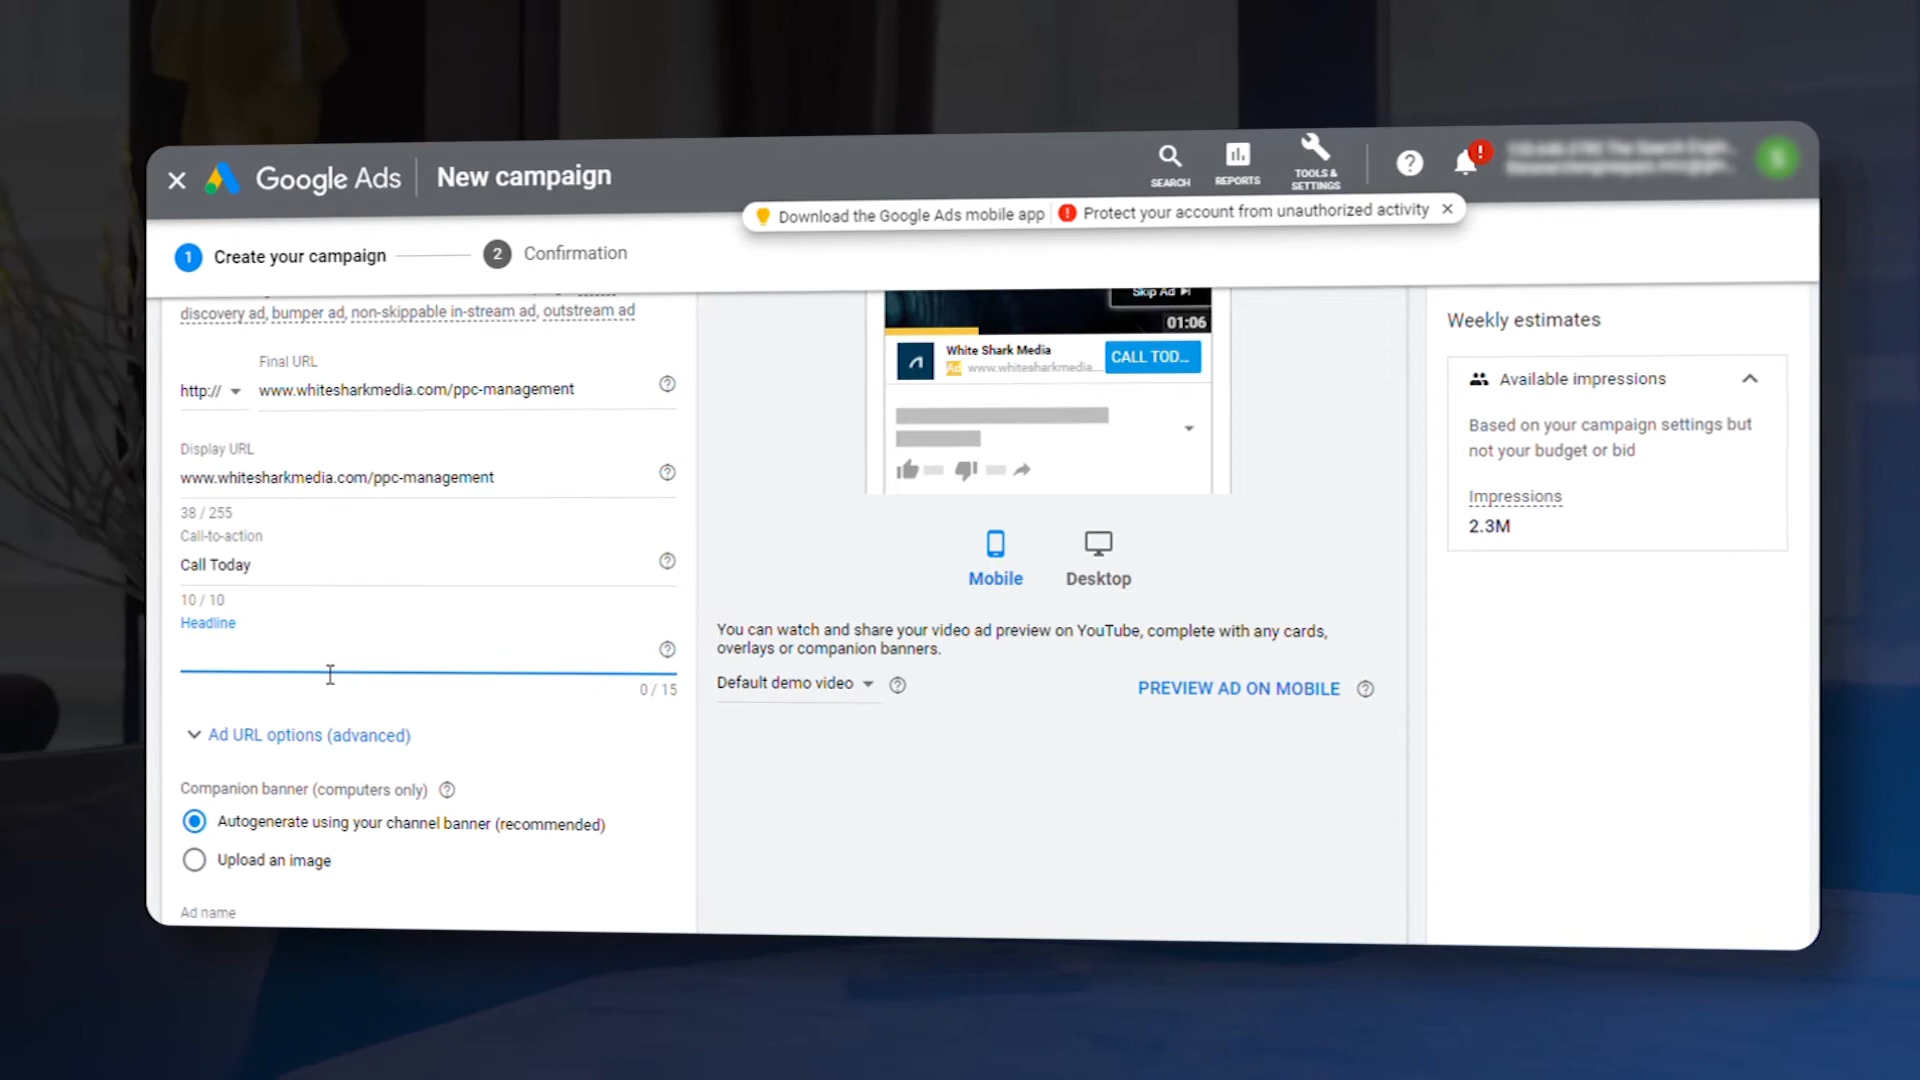 Google Ads
New campaign
SEARCH
REPORTS
TOOLS &
SETTINGS
!
Download the Google Ads mobile app
! Protect your account from unauthorized activity
1 Create your campaign
2 Confirmation
discovery ad, bumper ad, non-skippable in-stream ad, outstream ad
Final URL
http://
www.whitesharkmedia.com/ppc-management
Display URL
www.whitesharkmedia.com/ppc-management
38 / 255
Call-to-action
Call Today
10 / 10
Headline
0 / 15
Ad URL options (advanced)
Companion banner (computers only)
Autogenerate using your channel banner (recommended)
Upload an image
Ad name
Skip Ad
01:06
White Shark Media
Ad www.whitesharkmedia...
CALL TOD...
Mobile
Desktop
You can watch and share your video ad preview on YouTube, complete with any cards,
overlays or companion banners.
Default demo video
PREVIEW AD ON MOBILE
Weekly estimates
Available impressions
Based on your campaign settings but
not your budget or bid
Impressions
2.3M